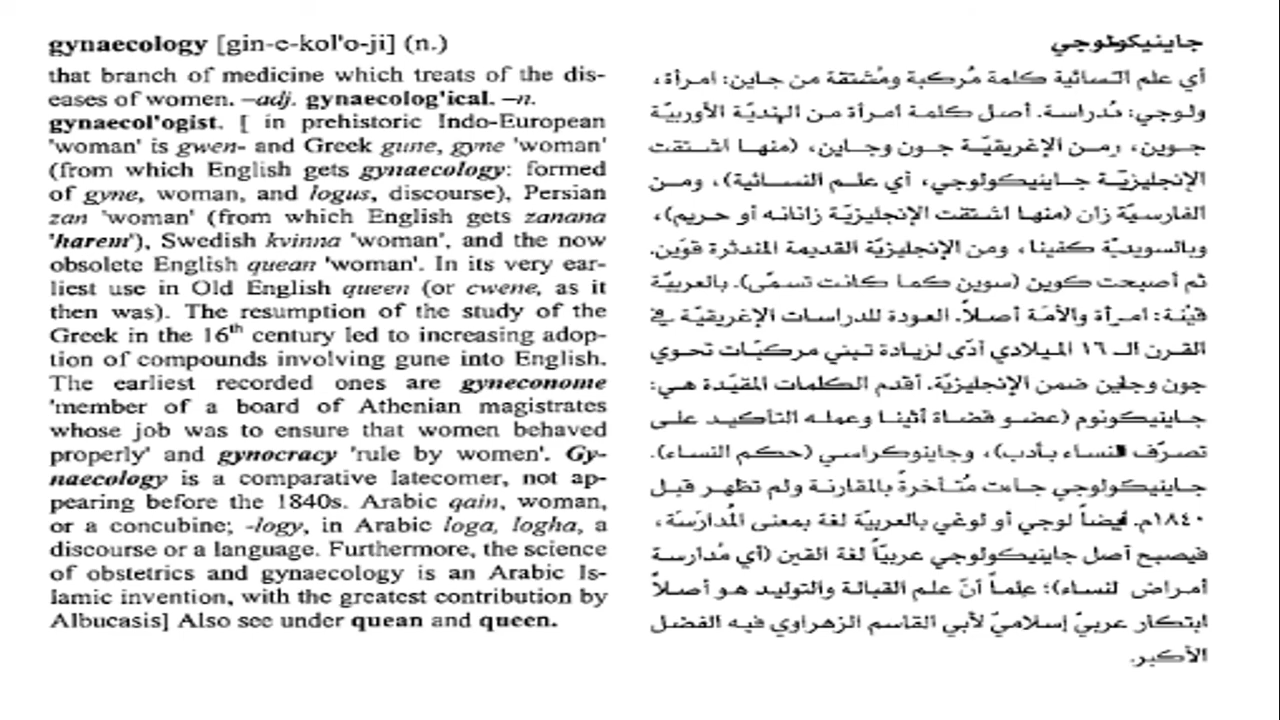 gynaecology [gin-e-kol'o-ji] (n.)
that branch of medicine which treats of the dis-
eases of women. –adj. gynaecolog'ical. –n.
gynaecol'ogist. [ in prehistoric Indo-European
'woman' is gwen- and Greek gune, gyne 'woman'
(from which English gets gynaecology: formed
of gyne, woman, and logus, discourse), Persian
zan 'woman' (from which English gets zanana
'harem'), Swedish kvinna 'woman', and the now
obsolete English quean 'woman'. In its very ear-
liest use in Old English queen (or cwene, as it
then was). The resumption of the study of the
Greek in the 16th century led to increasing adop-
tion of compounds involving gune into English.
The earliest recorded ones are gyneconome
'member of a board of Athenian magistrates
whose job was to ensure that women behaved
properly' and gynocracy 'rule by women'. Gy-
naecology is a comparative latecomer, not ap-
pearing before the 1840s. Arabic qain, woman,
or a concubine; -logy, in Arabic loga, logha, a
discourse or a language. Furthermore, the science
of obstetrics and gynaecology is an Arabic Is-
lamic invention, with the greatest contribution by
Albucasis] Also see under quean and queen.
جاينيكولوجي
أي علم النسائية كلمة مُركبة ومُشتقة من جاين: امرأة،
ولوجي: مُدراسة. أصل كلمة امرأة من الهنديّة الأوربيّة
جوين، ومن الإغريقيّة جون وجاين، (منها اشتقت
الإنجليزيّة جاينيكولوجي، أي علم النسائية)، ومن
الفارسيّة زان (منها اشتقت الإنجليزيّة زانانه أو حريم)،
وبالسويديّة كفينا، ومن الإنجليزيّة القديمة المندثرة قوَين.
ثم أصبحت كوين (سوين كما كانت تسمّى). بالعربيّة
قيْنة: امرأة والأمَة أصلاً. العودة للدراسات الإغريقيّة في
القرن الـ ١٦ الميلادي أدّى لزيادة تبني مركبّات تحوي
جون وجاين ضمن الإنجليزيّة. أقدم الكلمات المقيّدة هي:
جاينيكونوم (عضو قضاة أثينا وعمله التأكيد على
تصرّف النساء بأدب)، وجاينوكراسي (حكم النساء).
جاينيكولوجي جاءت مُتأخرةً بالمقارنة ولم تظهر قبل
١٨٤٠م. أيضاً لوجي أو لوغي بالعربيّة لغة بمعنى المُدارَسَة،
فيصبح أصل جاينيكولوجي عربيّاً لغة القين (أي مُدارسة
أمراض النساء)؛ علماً أنّ علم القبالة والتوليد هو أصلاً
ابتكار عربيّ إسلاميّ لأبي القاسم الزهراوي فيه الفضل
الأكبر.